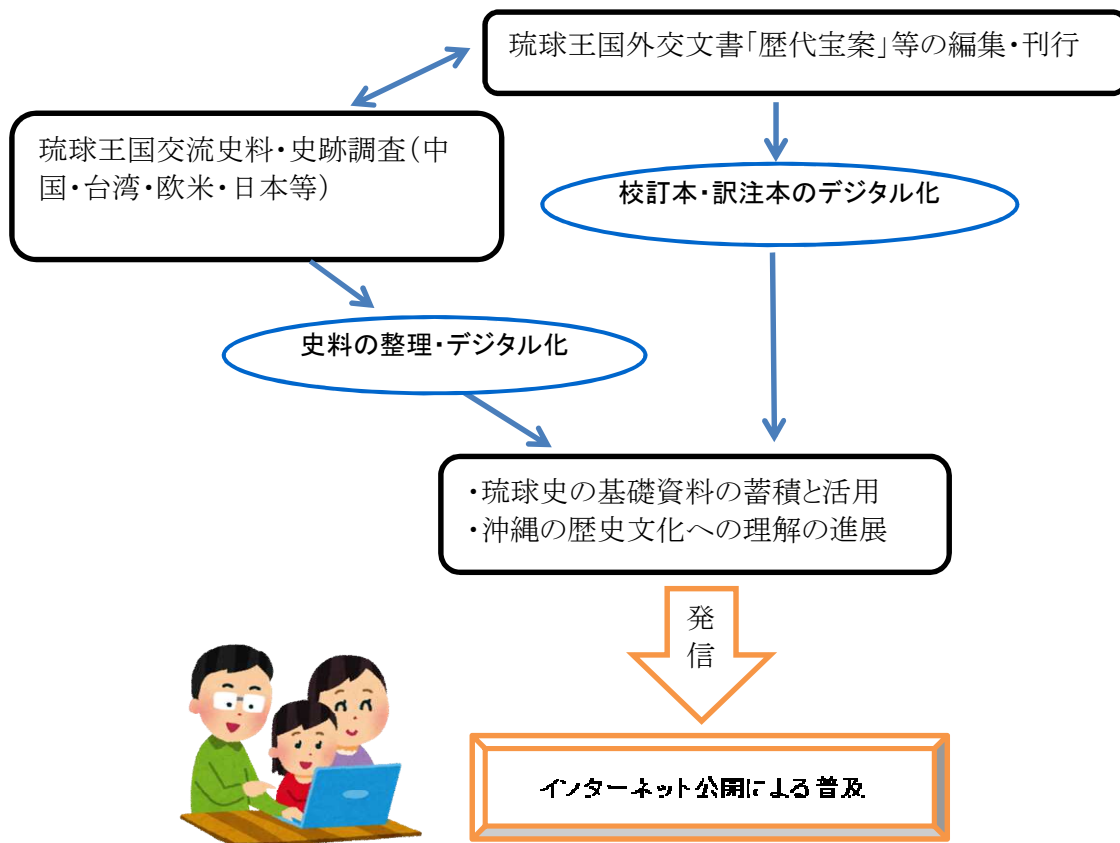 琉球王国外交文書「歴代宝案」等の編集・刊行
琉球王国交流史料・史跡調査(中
国・台湾・欧米・日本等)
校訂本・訳注本のデジタル化
史料の整理・デジタル化
・琉球史の基礎資料の蓄積と活用
・沖縄の歴史文化への理解の進展
発
信
インターネット公開による普及